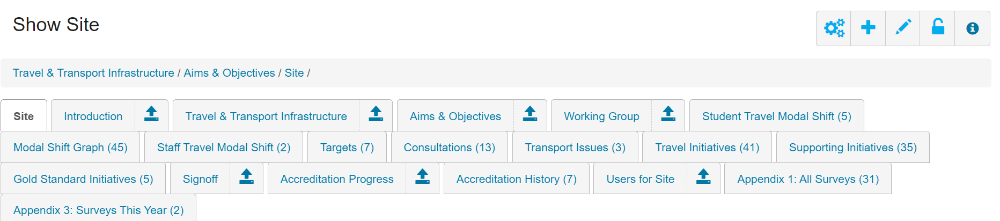 Show Site
Travel & Transport Infrastructure / Aims & Objectives / Site /
Site Introduction Travel & Transport Infrastructure Aims & Objectives Working Group Student Travel Modal Shift (5)
Modal Shift Graph (45) Staff Travel Modal Shift (2) Targets (7) Consultations (13) Transport Issues (3) Travel Initiatives (41) Supporting Initiatives (35)
Gold Standard Initiatives (5) Signoff Accreditation Progress Accreditation History (7) Users for Site Appendix 1: All Surveys (31)
Appendix 3: Surveys This Year (2)